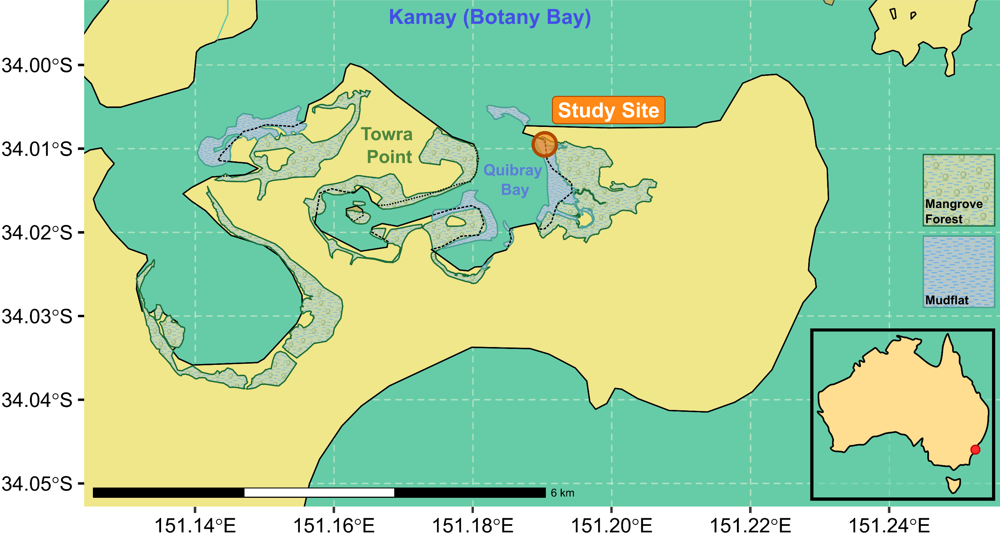 Kamay (Botany Bay)
34.00°S
Study Site
Towra
Point
34.01°S
Quibray
Bay
Mangrove
Forest
34.02°S
Mudflat
34.03°S
34.04°S
34.05°S
6 km
151.14°E
151.16°E
151.18°E
151.20°E
151.22°E
151.24°E